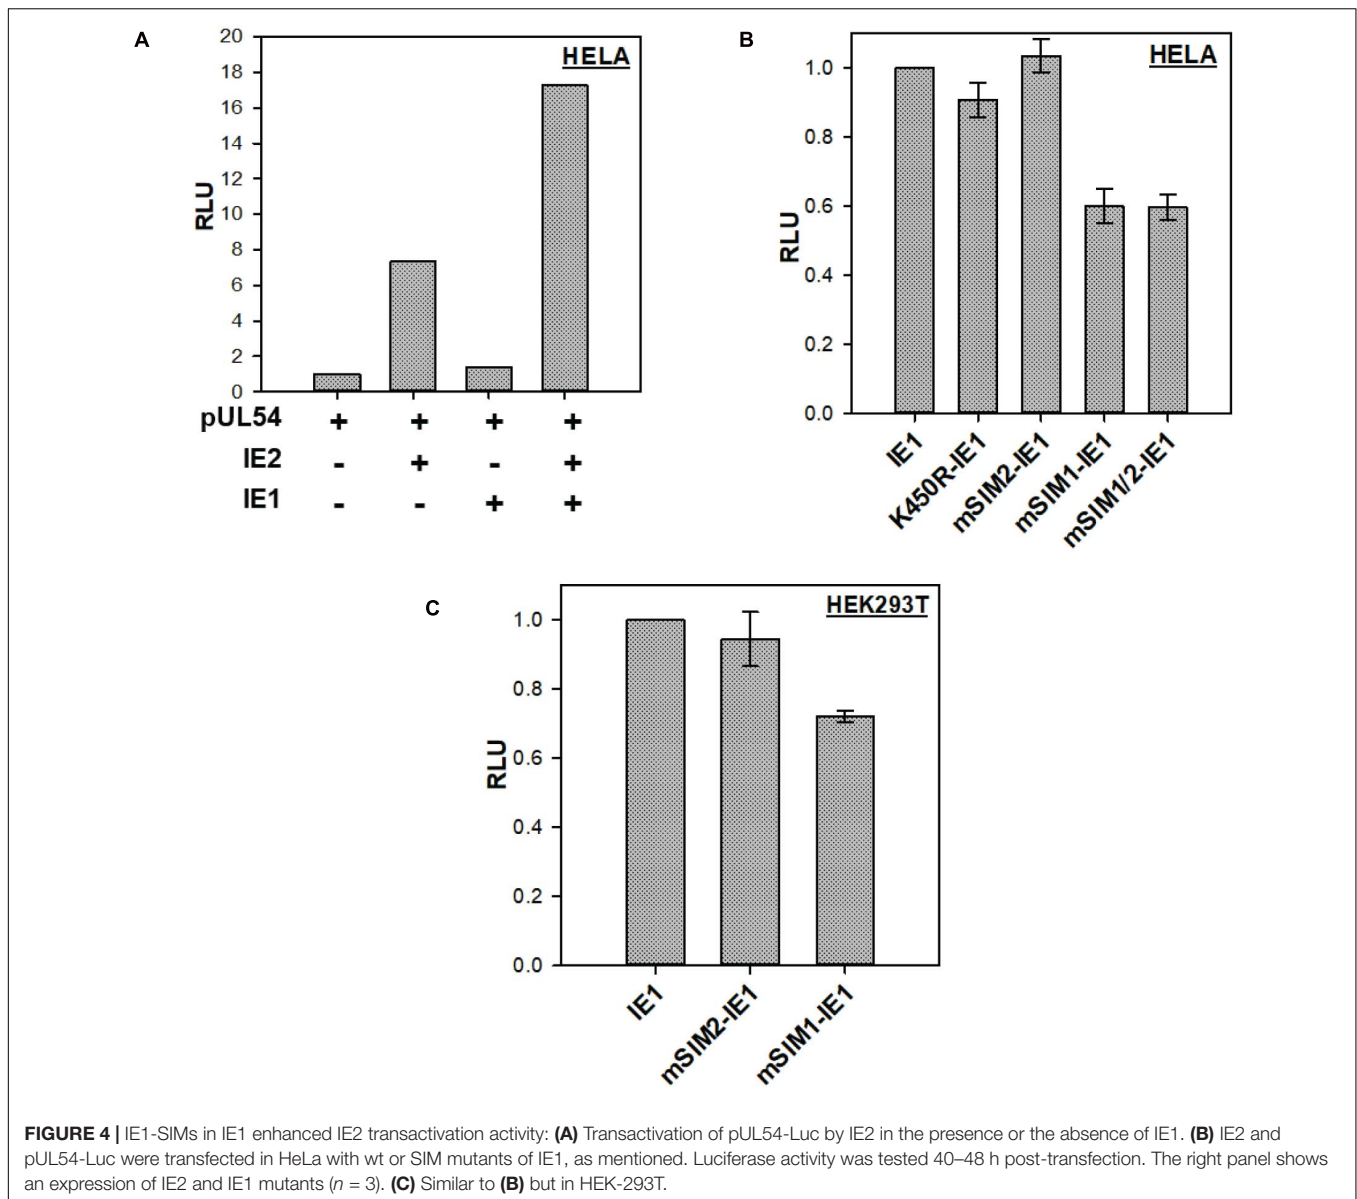 A
HELA
RLU
20
18
16
14
12
10
8
6
4
2
0
pUL54 + + + +
IE2 - + - +
IE1 - - + +
B
HELA
RLU
1.0
0.8
0.6
0.4
0.2
0.0
IE1
K450R-IE1
mSIM2-IE1
mSIM1-IE1
mSIM1/2-IE1
C
HEK293T
RLU
1.0
0.8
0.6
0.4
0.2
0.0
IE1
mSIM2-IE1
mSIM1-IE1
FIGURE 4 | IE1-SIMs in IE1 enhanced IE2 transactivation activity: (A) Transactivation of pUL54-Luc by IE2 in the presence or the absence of IE1. (B) IE2 and
pUL54-Luc were transfected in HeLa with wt or SIM mutants of IE1, as mentioned. Luciferase activity was tested 40–48 h post-transfection. The right panel shows
an expression of IE2 and IE1 mutants (n = 3). (C) Similar to (B) but in HEK-293T.